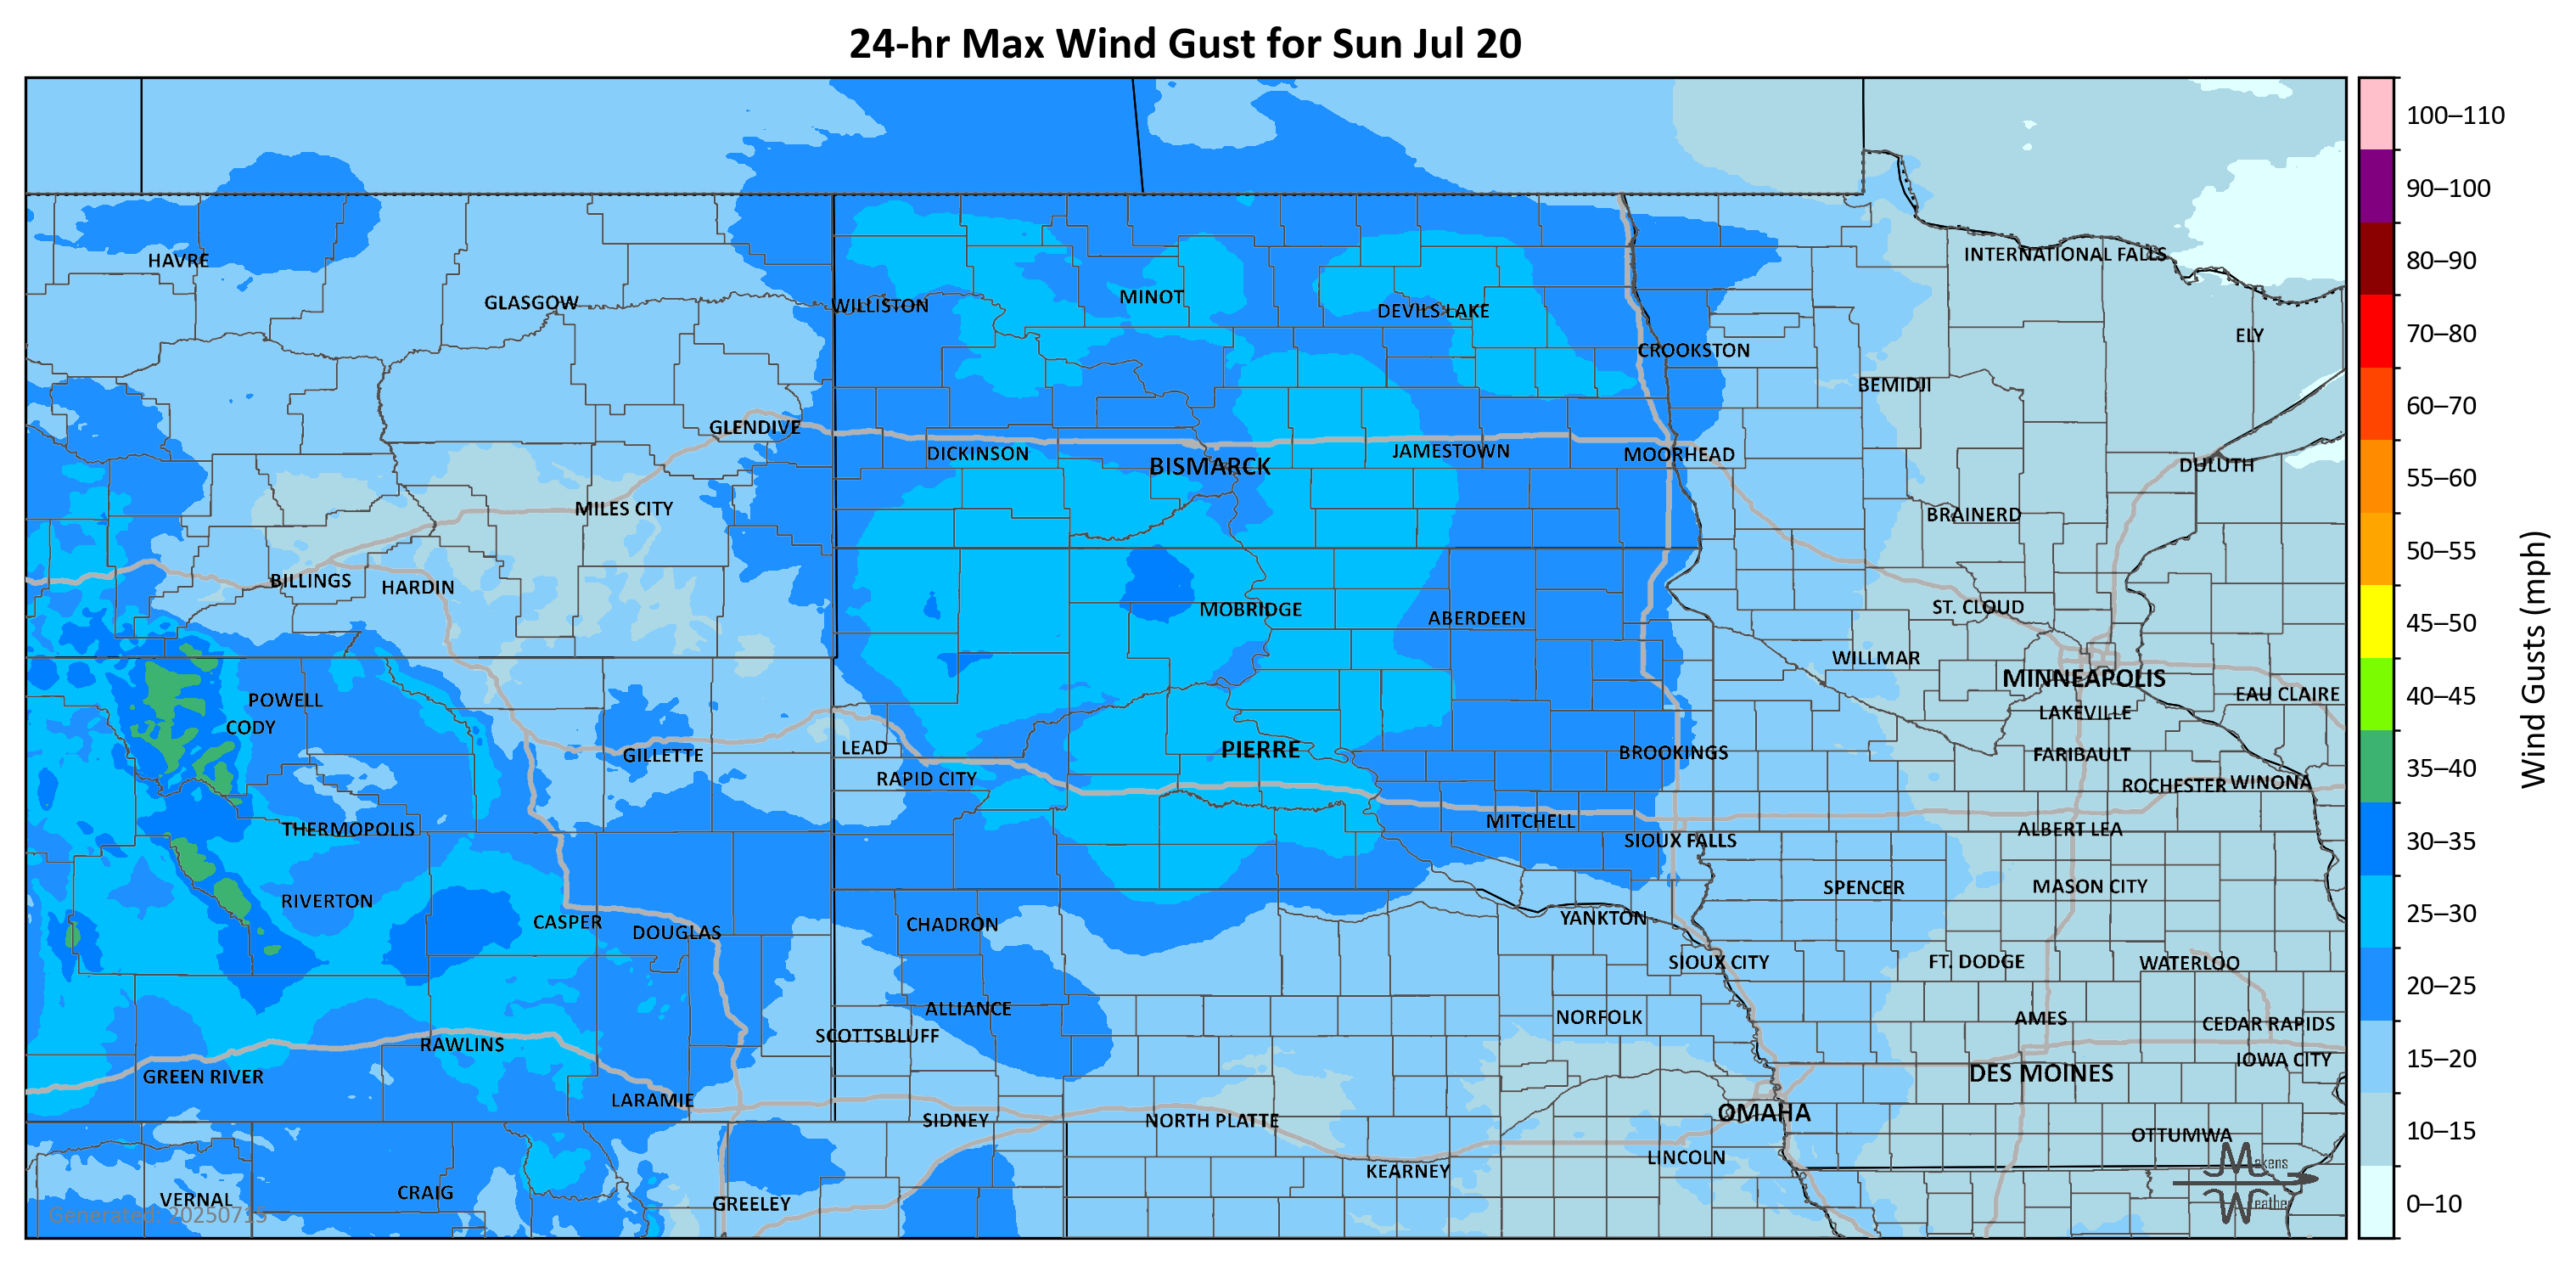 24-hr Max Wind Gust for Sun Jul 20
100–110
90–100
80–90
70–80
60–70
55–60
50–55
45–50
40–45
35–40
30–35
25–30
20–25
15–20
10–15
0–10
Wind Gusts (mph)
HAVRE
GLASGOW
WILLISTON
MINOT
DEVILS LAKE
INTERNATIONAL FALLS
ELY
CROOKSTON
BEMIDJI
GLENDIVE
DICKINSON
BISMARCK
JAMESTOWN
MOORHEAD
DULUTH
MILES CITY
BRAINERD
BILLINGS
HARDIN
MOBRIDGE
ABERDEEN
ST. CLOUD
WILLMAR
MINNEAPOLIS
EAU CLAIRE
POWELL
CODY
LAKEVILLE
GILLETTE
LEAD
PIERRE
BROOKINGS
FARIBAULT
RAPID CITY
ROCHESTER
WINONA
THERMOPOLIS
MITCHELL
SIOUX FALLS
ALBERT LEA
RIVERTON
SPENCER
MASON CITY
CASPER
DOUGLAS
CHADRON
YANKTON
SIOUX CITY
FT. DODGE
WATERLOO
ALLIANCE
NORFOLK
AMES
CEDAR RAPIDS
SCOTTSBLUFF
RAWLINS
IOWA CITY
GREEN RIVER
DES MOINES
LARAMIE
SIDNEY
NORTH PLATTE
OMAHA
OTTUMWA
KEARNEY
LINCOLN
VERNAL
CRAIG
GREELEY
Generated: 20250715
Makens
Weather